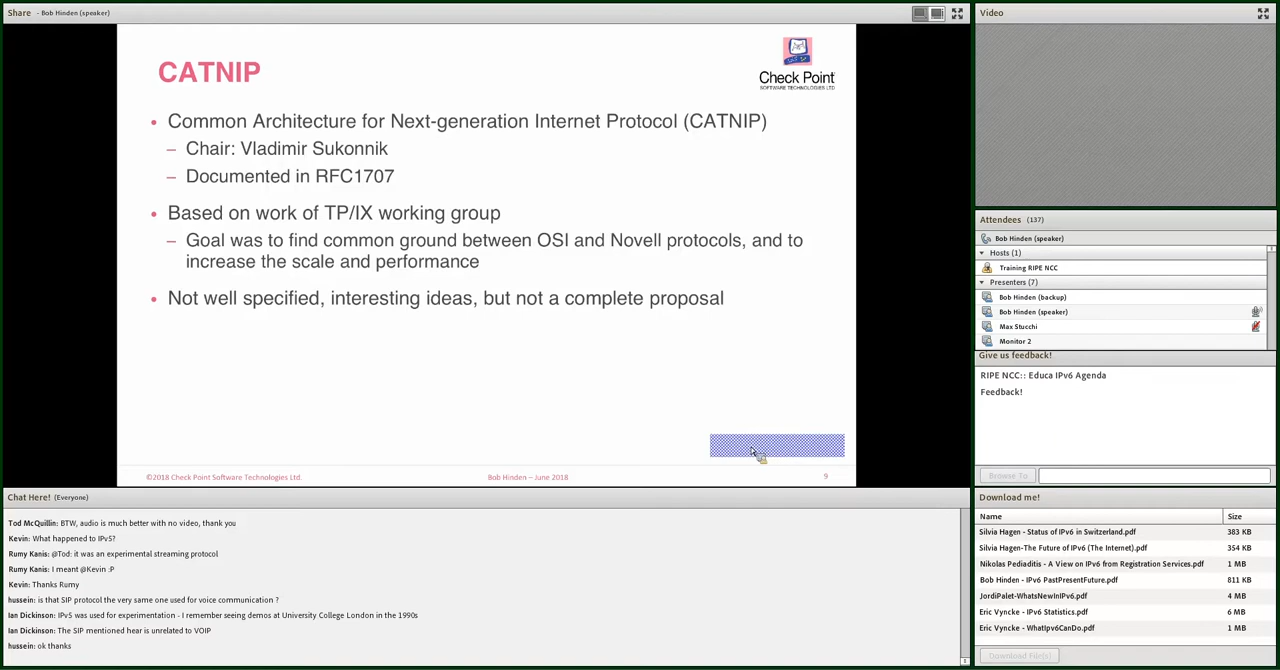 Share - Bob Hinden (speaker)
CATNIP
Check Point
SOFTWARE TECHNOLOGIES LTD
• Common Architecture for Next-generation Internet Protocol (CATNIP)
– Chair: Vladimir Sukonnik
– Documented in RFC1707
• Based on work of TP/IX working group
– Goal was to find common ground between OSI and Novell protocols, and to
increase the scale and performance
• Not well specified, interesting ideas, but not a complete proposal
©2018 Check Point Software Technologies Ltd. Bob Hinden – June 2018 9
Chat Here! (Everyone)
Tod McQuillin: BTW, audio is much better with no video, thank you
Kevin: What happened to IPv5?
Rumy Kanis: @Tod: it was an experimental streaming protocol
Rumy Kanis: I meant @Kevin :P
Kevin: Thanks Rumy
hussein: is that SIP protocol the very same one used for voice communication ?
Ian Dickinson: IPv5 was used for experimentation - I remember seeing demos at University College London in the 1990s
Ian Dickinson: The SIP mentioned hear is unrelated to VOIP
hussein: ok thanks
Video
Attendees (137)
Bob Hinden (speaker)
Hosts (1)
Training RIPE NCC
Presenters (7)
Bob Hinden (backup)
Bob Hinden (speaker)
Max Stucchi
Monitor 2
Give us feedback!
RIPE NCC:: Educa IPv6 Agenda
Feedback!
Browse To
Download me!
Name Size
Silvia Hagen - Status of IPv6 in Switzerland.pdf 383 KB
Silvia Hagen-The Future of IPv6 (The Internet).pdf 354 KB
Nikolas Pediaditis - A View on IPv6 from Registration Services.pdf 1 MB
Bob Hinden - IPv6 PastPresentFuture.pdf 811 KB
JordiPalet-WhatsNewInIPv6.pdf 4 MB
Eric Vyncke - IPv6 Statistics.pdf 6 MB
Eric Vyncke - WhatIpv6CanDo.pdf 1 MB
Download File(s)